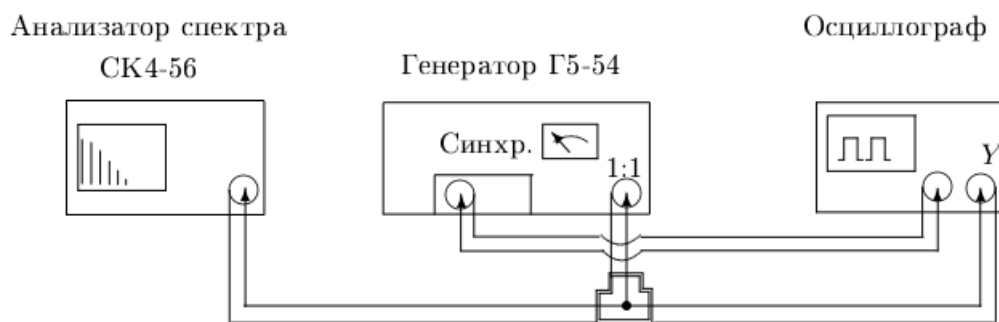 Анализатор спектра
СК4-56
Генератор Г5-54
Осциллограф
Синхр.
1:1
Y